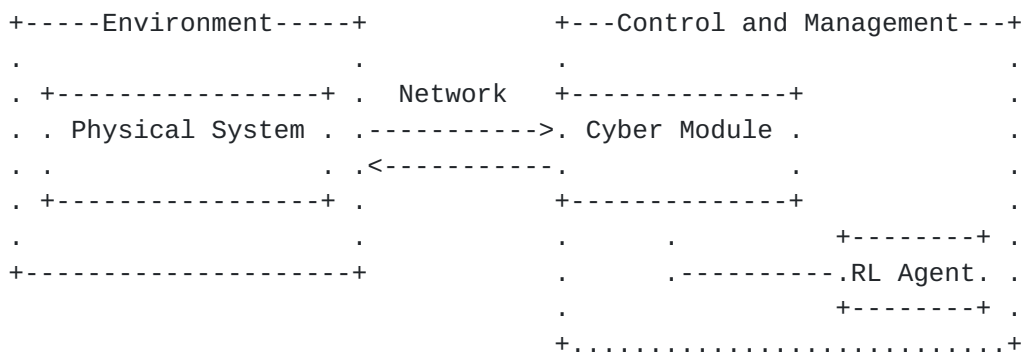 +-----Environment-----+            +---Control and Management---+
.                     .            .                            .
. +-----------------+ .  Network   +--------------+             .
. . Physical System . .----------->. Cyber Module .             .
. .                 . .<-----------.              .             .
. +-----------------+ .            +--------------+             .
.                     .            .      .          +--------+ .
+---------------------+            .      .----------.RL Agent. .
                                   .                 +--------+ .
                                   +............................+